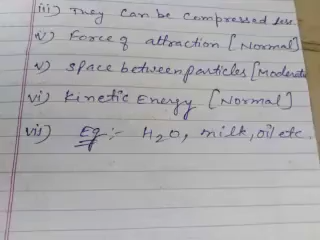 iii) They can be compressed less.
iv) Force of attraction [Normal]
v) Space between particles [Moderate
vi) Kinetic Energy [Normal]
vii) Eg:- H₂O, milk, oil etc.